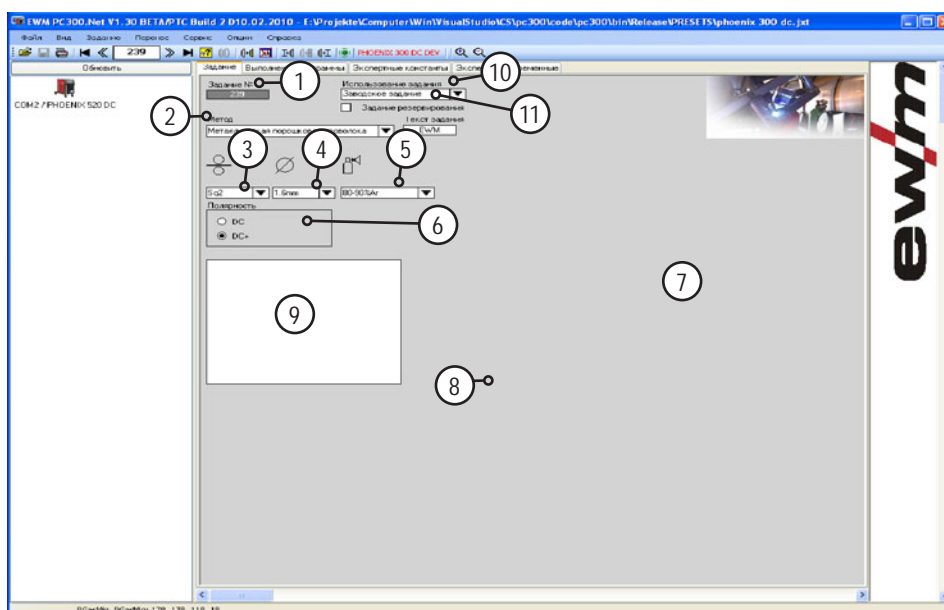 EWM PC300.Net V1.30 BETA/PTC Build 2 D10.02.2010 - E:\Projekte\Computer\Win\VisualStudio\CS\pc300\code\pc300\bin\Release\PRESETS\phoenix 300 dc.jxt
Файл Вид Задание Перенос Сервис Опции Справка
239 PHOENIX 300 DC DEV
Обновить
Задание Экспертные константы
COM2 / PHOENIX 520 DC
1
10
Задание №
Использование задания
239
Заводское задание
11
Задание резервирования
2
Метод
Текст задания
порошковая проволока
EWM
3
4
5
SG2
1.6mm
80-90%Ar
Полярность
DC-
DC+
6
7
8
9
ewm